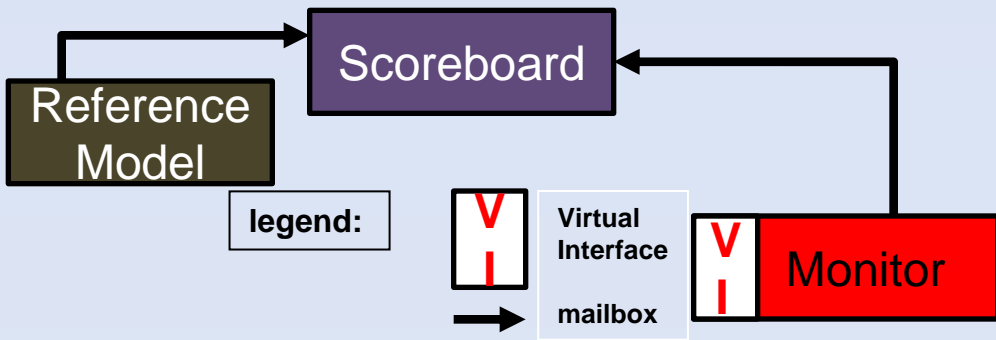 Scoreboard
Reference
Model
legend:
V
I
Virtual
Interface
mailbox
V
I
Monitor